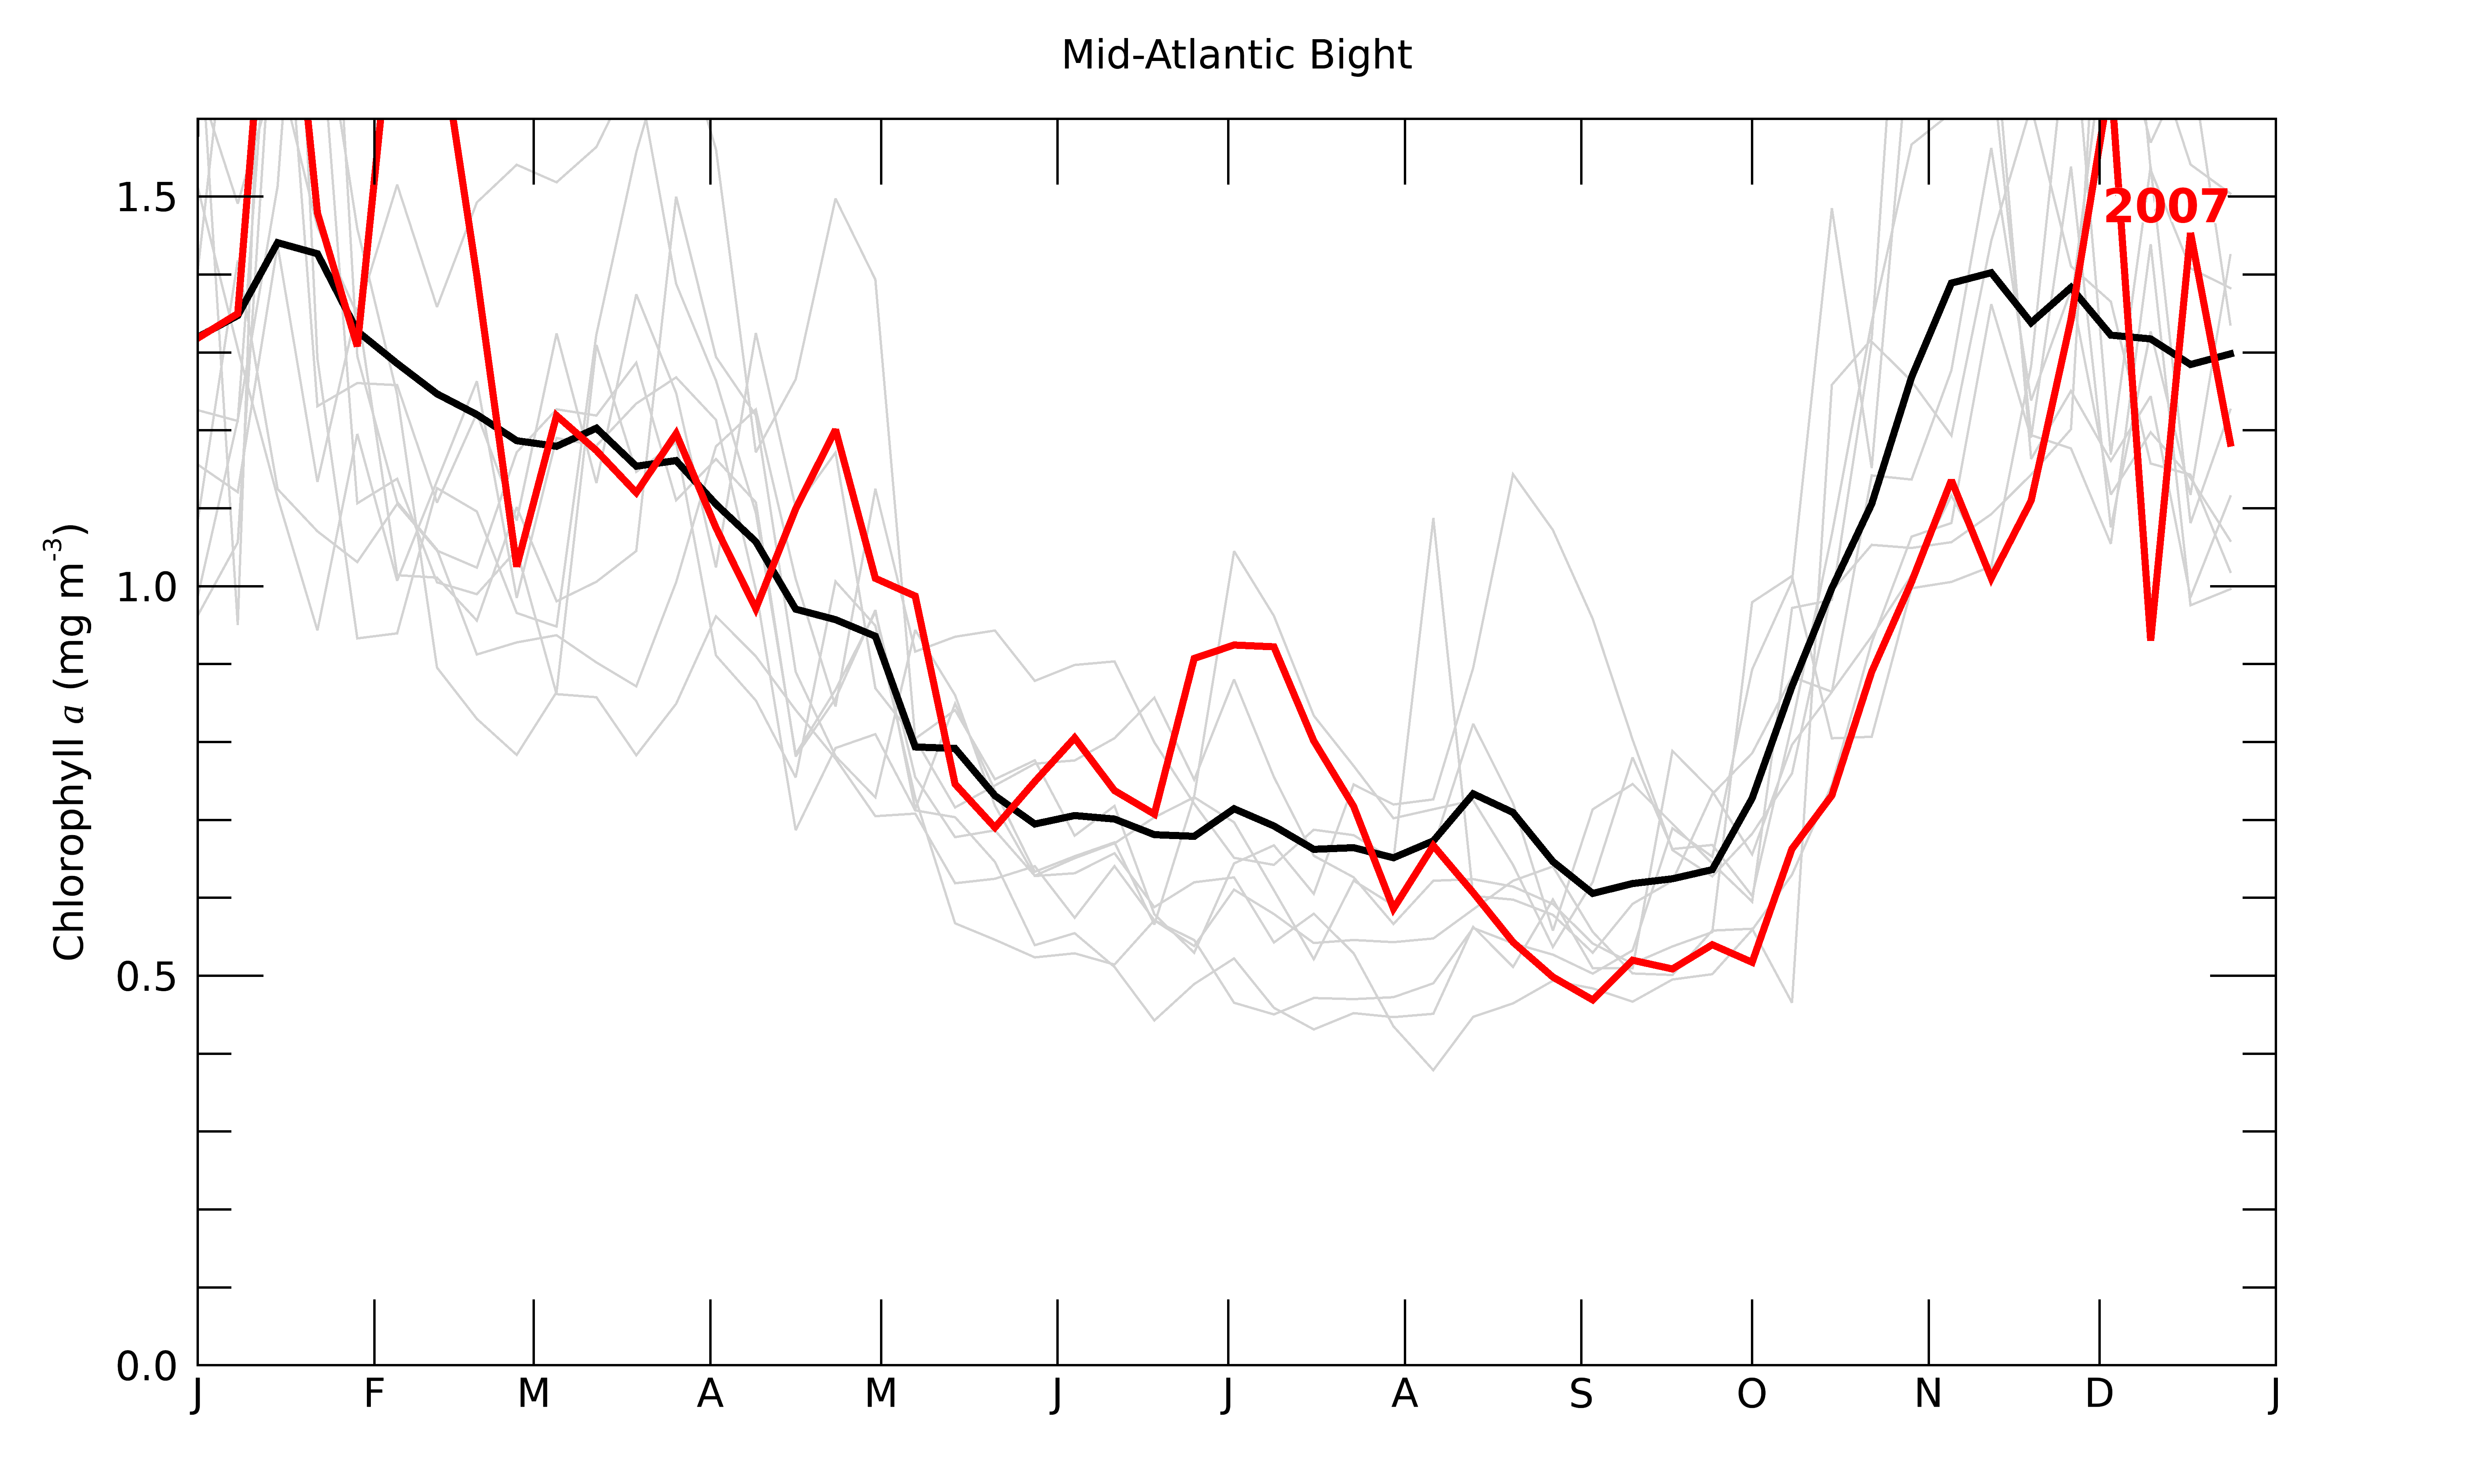 Mid-Atlantic Bight
Chlorophyll a (mg m⁻³)
1.5
1.0
0.5
0.0
2007
J F M A M J J A S O N D J